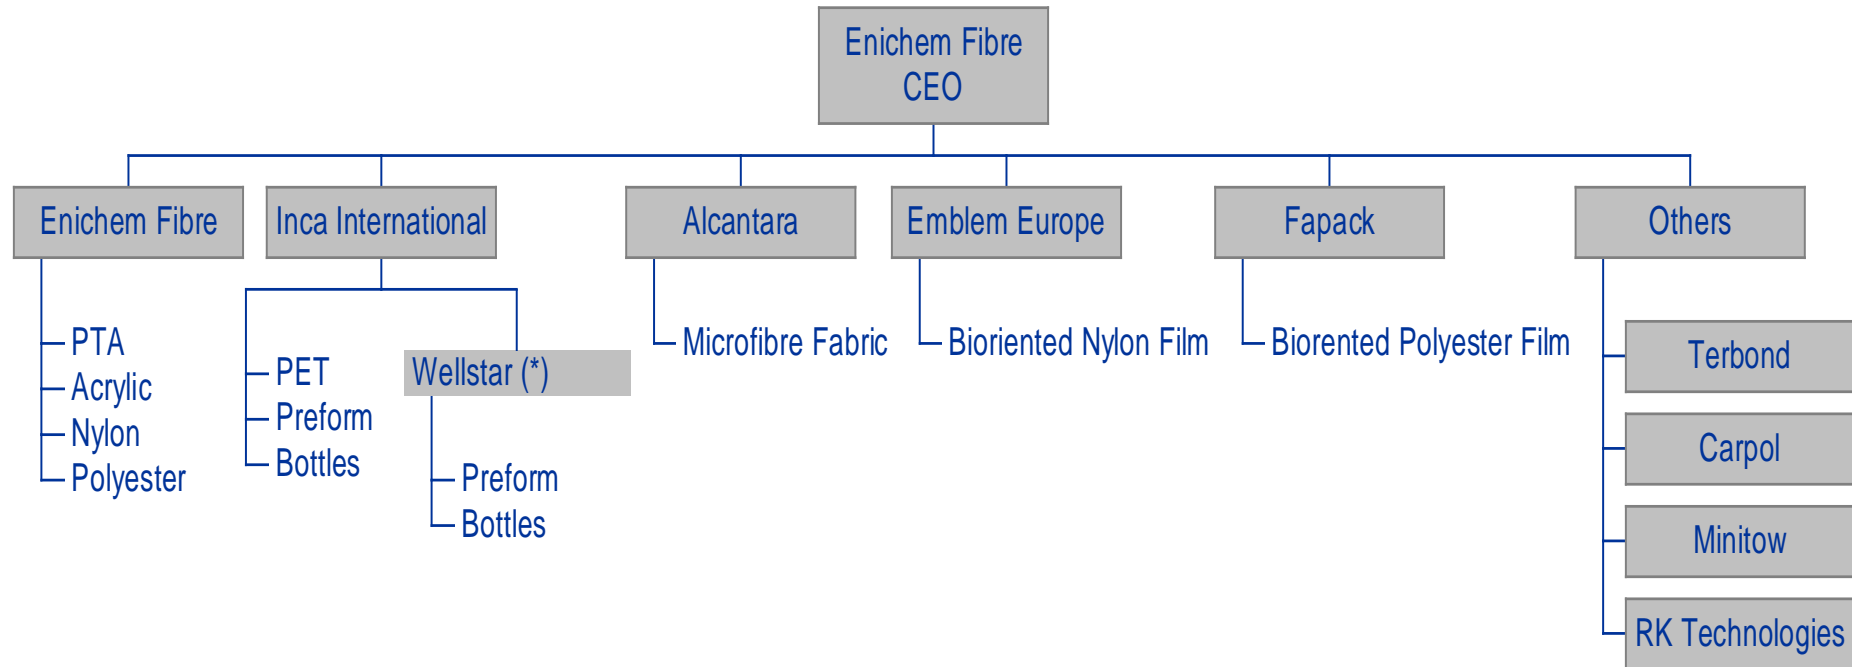 Enichem Fibre
CEO
Enichem Fibre
Inca International
Alcantara
Emblem Europe
Fapack
Others
PTA
Acrylic
Nylon
Polyester
PET
Preform
Bottles
Wellstar (*)
Preform
Bottles
Microfibre Fabric
Bioriented Nylon Film
Biorented Polyester Film
Terbond
Carpol
Minitow
RK Technologies